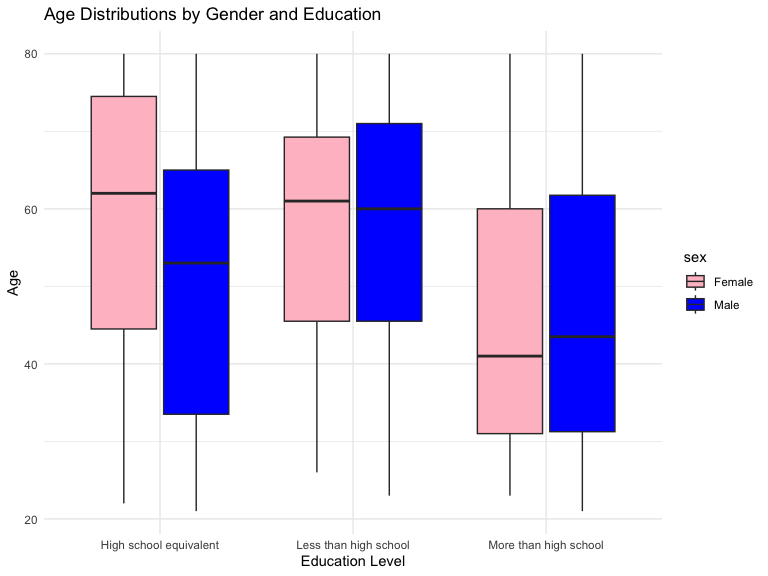 Age Distributions by Gender and Education
80
60
40
20
Age
High school equivalent
Less than high school
More than high school
Education Level
sex
Female
Male